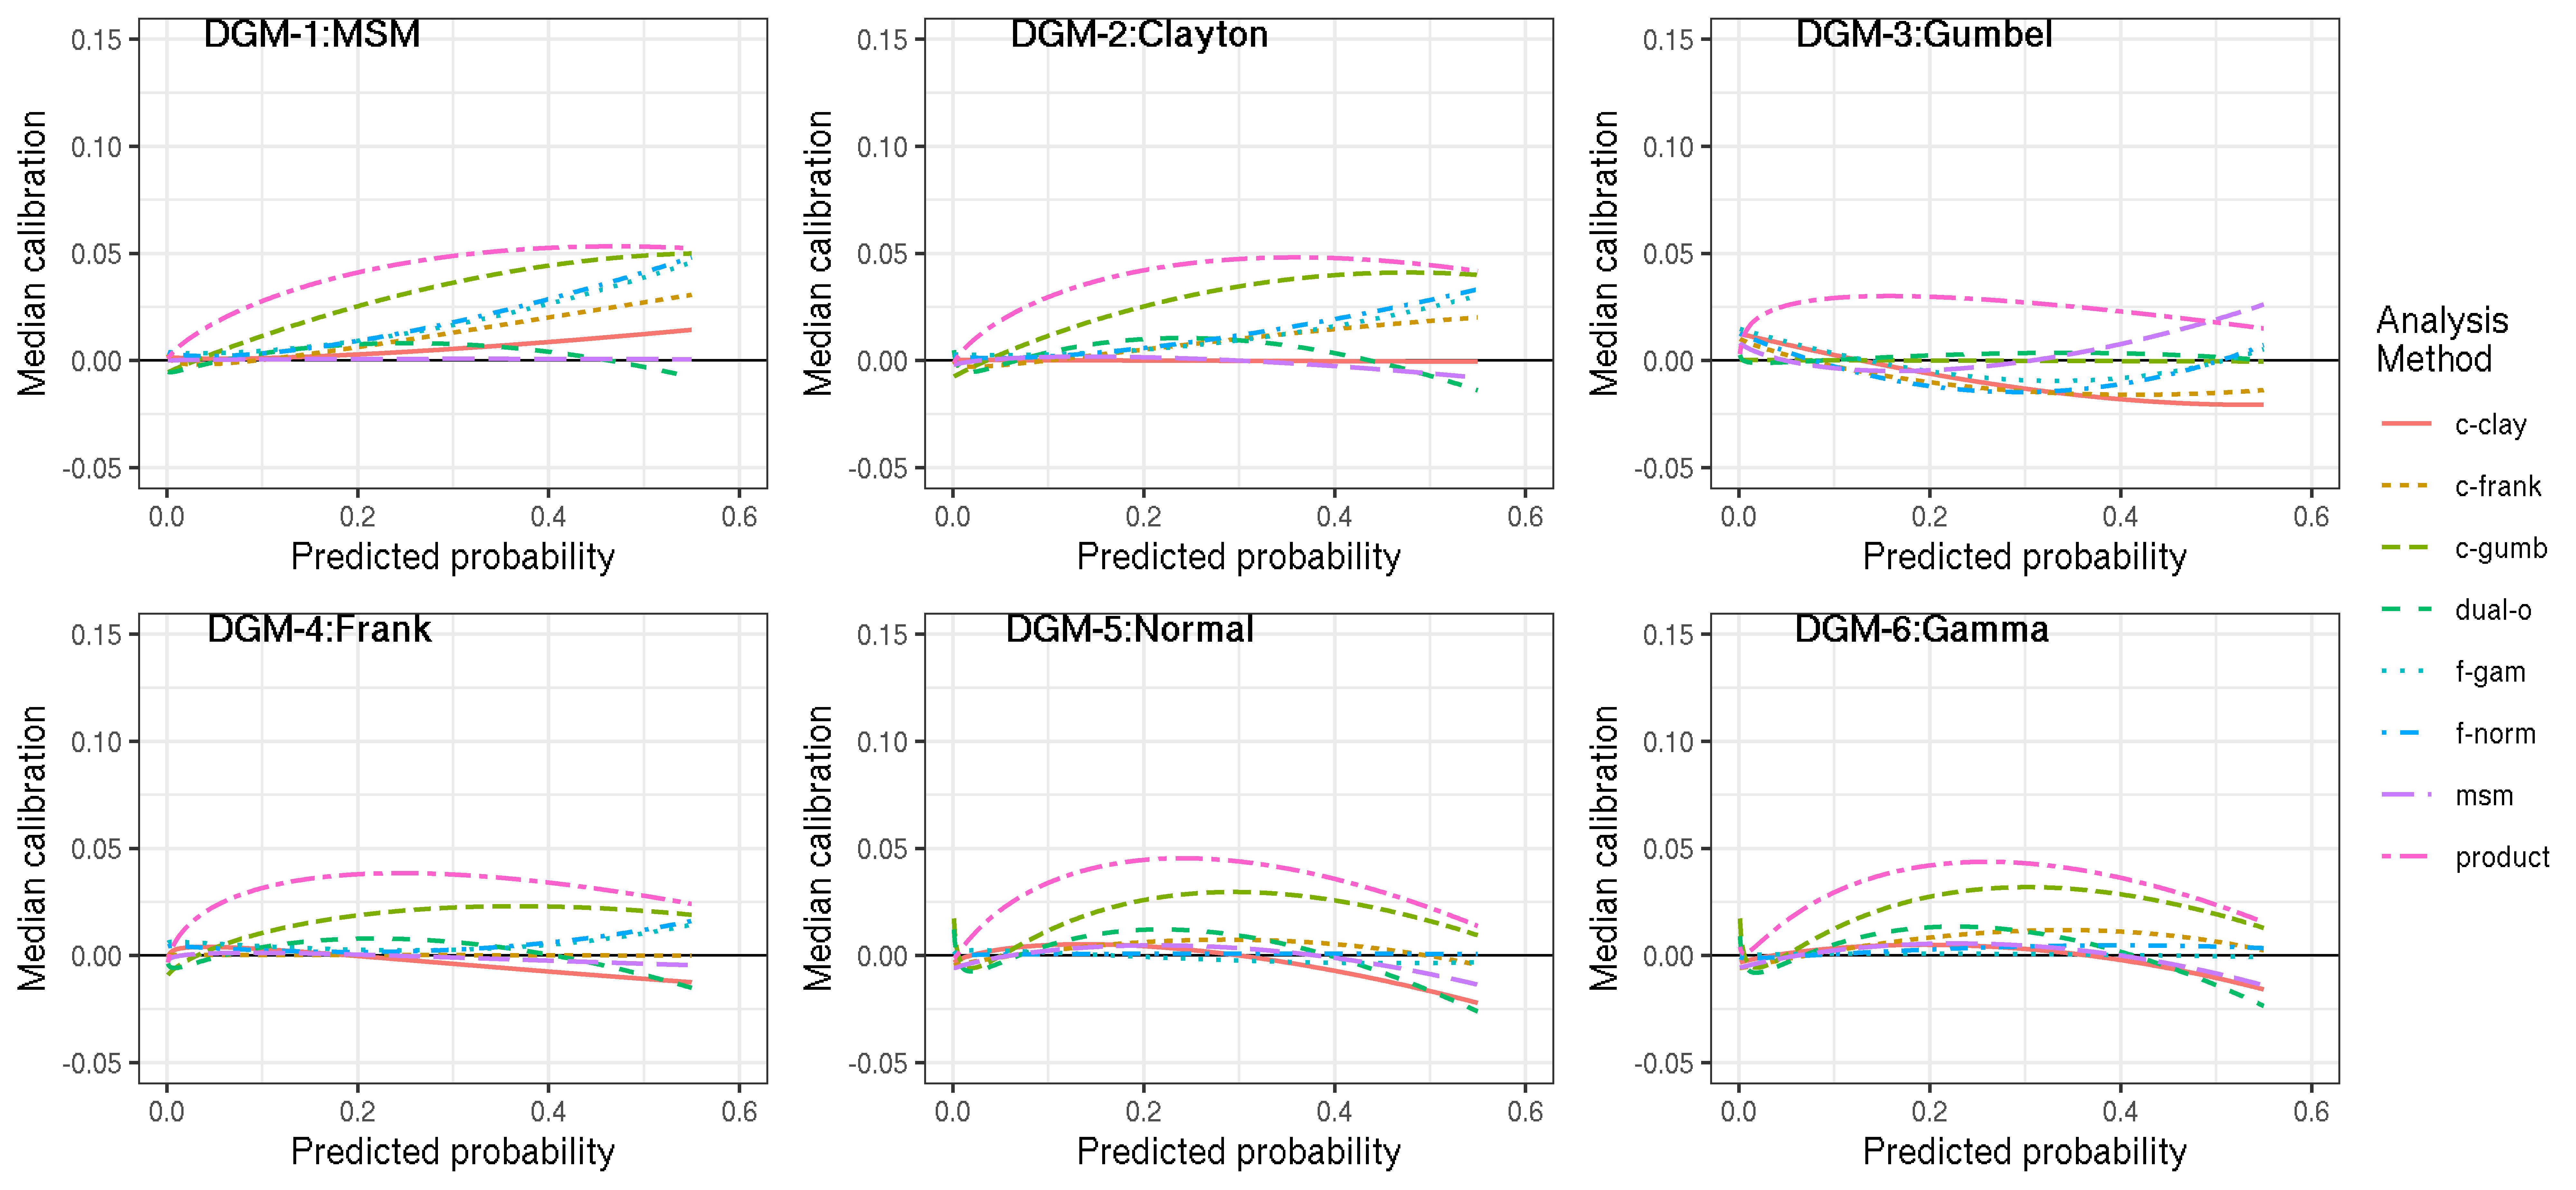 DGM-1:MSM
0.15
0.10
0.05
0.00
-0.05
Median calibration
0.0 0.2 0.4 0.6
Predicted probability
DGM-2:Clayton
0.15
0.10
0.05
0.00
-0.05
Median calibration
0.0 0.2 0.4 0.6
Predicted probability
DGM-3:Gumbel
0.15
0.10
0.05
0.00
-0.05
Median calibration
0.0 0.2 0.4 0.6
Predicted probability
DGM-4:Frank
0.15
0.10
0.05
0.00
-0.05
Median calibration
0.0 0.2 0.4 0.6
Predicted probability
DGM-5:Normal
0.15
0.10
0.05
0.00
-0.05
Median calibration
0.0 0.2 0.4 0.6
Predicted probability
DGM-6:Gamma
0.15
0.10
0.05
0.00
-0.05
Median calibration
0.0 0.2 0.4 0.6
Predicted probability
Analysis
Method
c-clay
c-frank
c-gumb
dual-o
f-gam
f-norm
msm
product